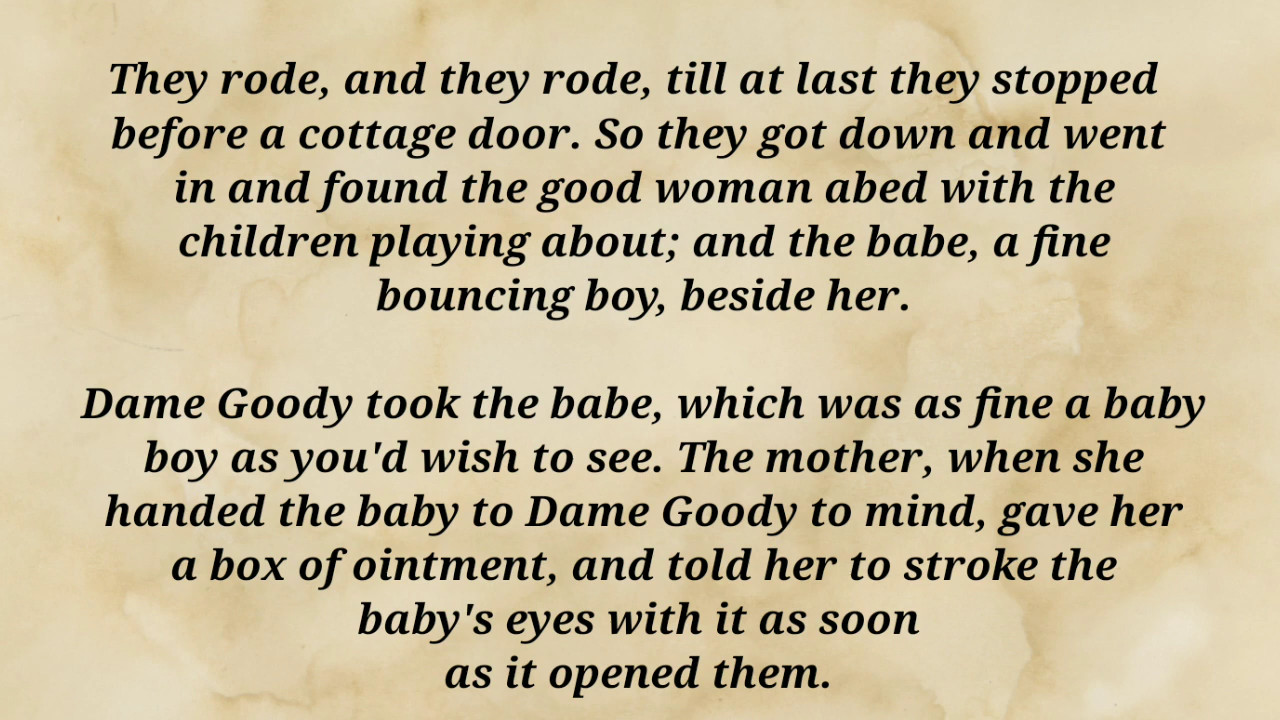 They rode, and they rode, till at last they stopped
before a cottage door. So they got down and went
in and found the good woman abed with the
children playing about; and the babe, a fine
bouncing boy, beside her.
Dame Goody took the babe, which was as fine a baby
boy as you'd wish to see. The mother, when she
handed the baby to Dame Goody to mind, gave her
a box of ointment, and told her to stroke the
baby's eyes with it as soon
as it opened them.